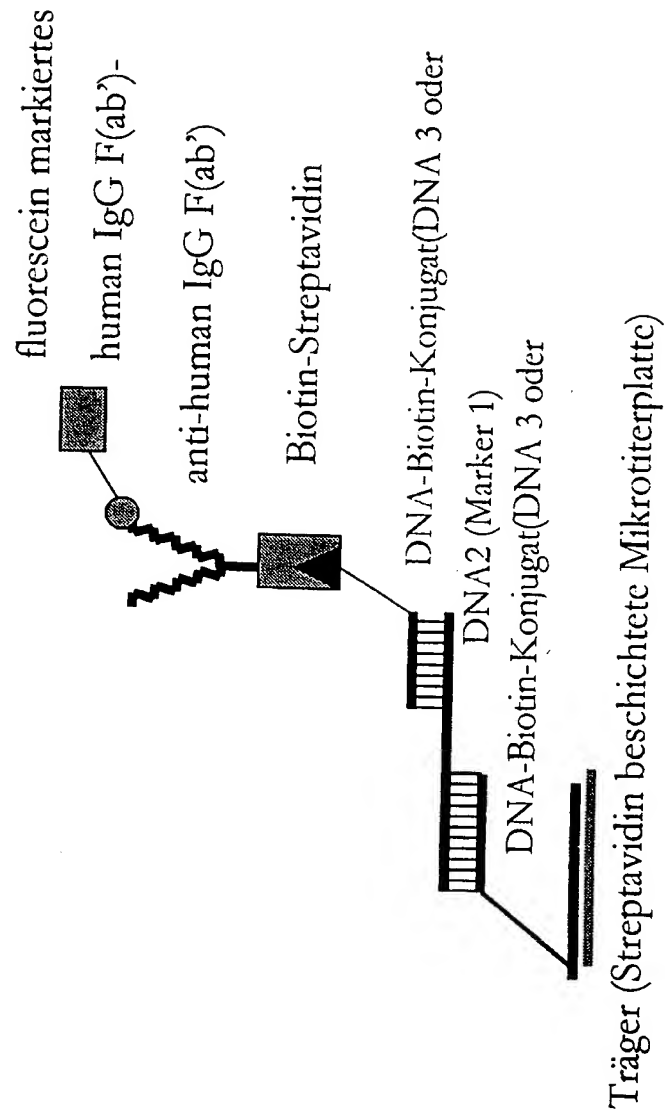 fluorescein markiertes
human IgG F(ab')-
anti-human IgG F(ab')
Biotin-Streptavidin
DNA-Biotin-Konjugat(DNA 3 oder
DNA2 (Marker 1)
DNA-Biotin-Konjugat(DNA 3 oder
Träger (Streptavidin beschichtete Mikrotiterplatte)